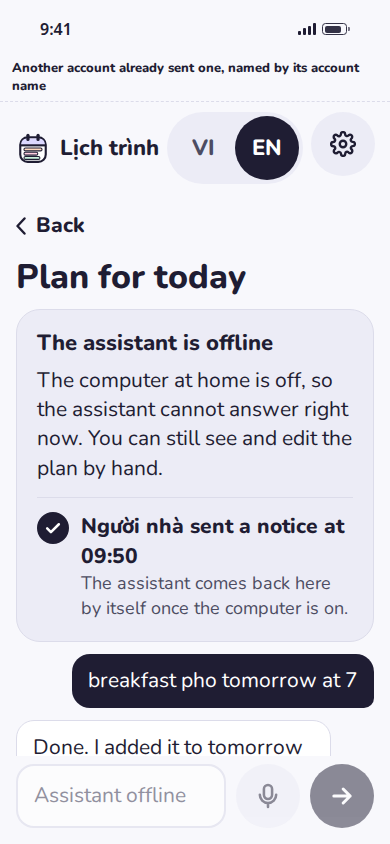 9:41
Another account already sent one, named by its account
name
Lịch trình
VI
EN
Back
Plan for today
The assistant is offline
The computer at home is off, so
the assistant cannot answer right
now. You can still see and edit the
plan by hand.
Người nhà sent a notice at
09:50
The assistant comes back here
by itself once the computer is on.
breakfast pho tomorrow at 7
Done. I added it to tomorrow
Assistant offline